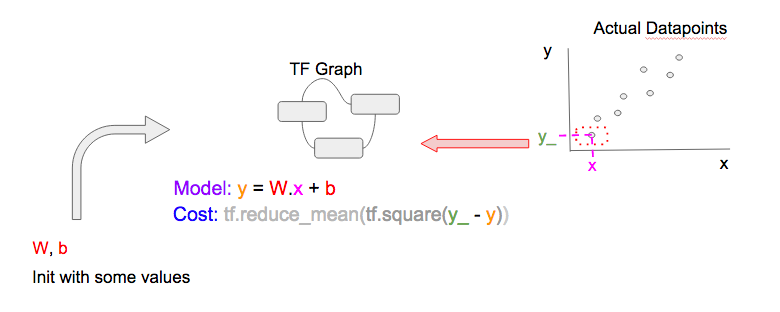 Actual Datapoints
y
TF Graph
y_
x
x
Model: y = W.x + b
Cost: tf.reduce_mean(tf.square(y_ - y))
W, b
Init with some values